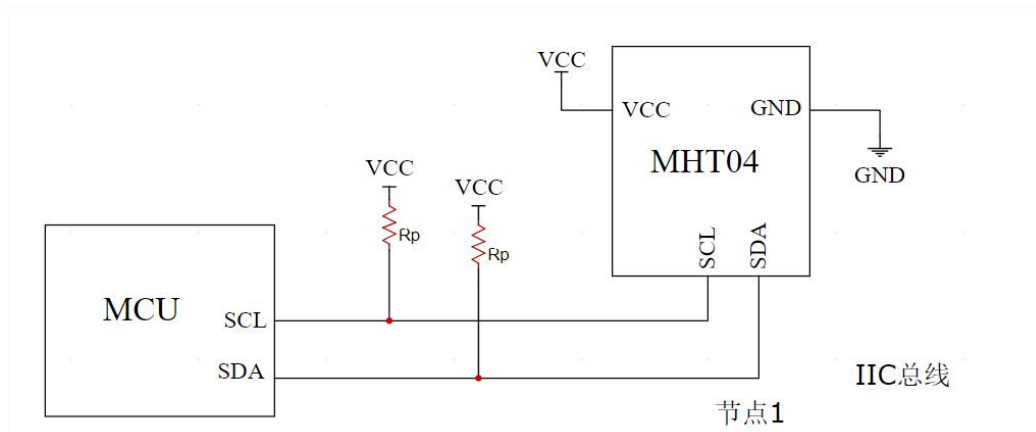 VCC
VCC
GND
MHT04
GND
SCL
SDA
VCC
Rp
VCC
Rp
MCU
SCL
SDA
IIC总线
节点1